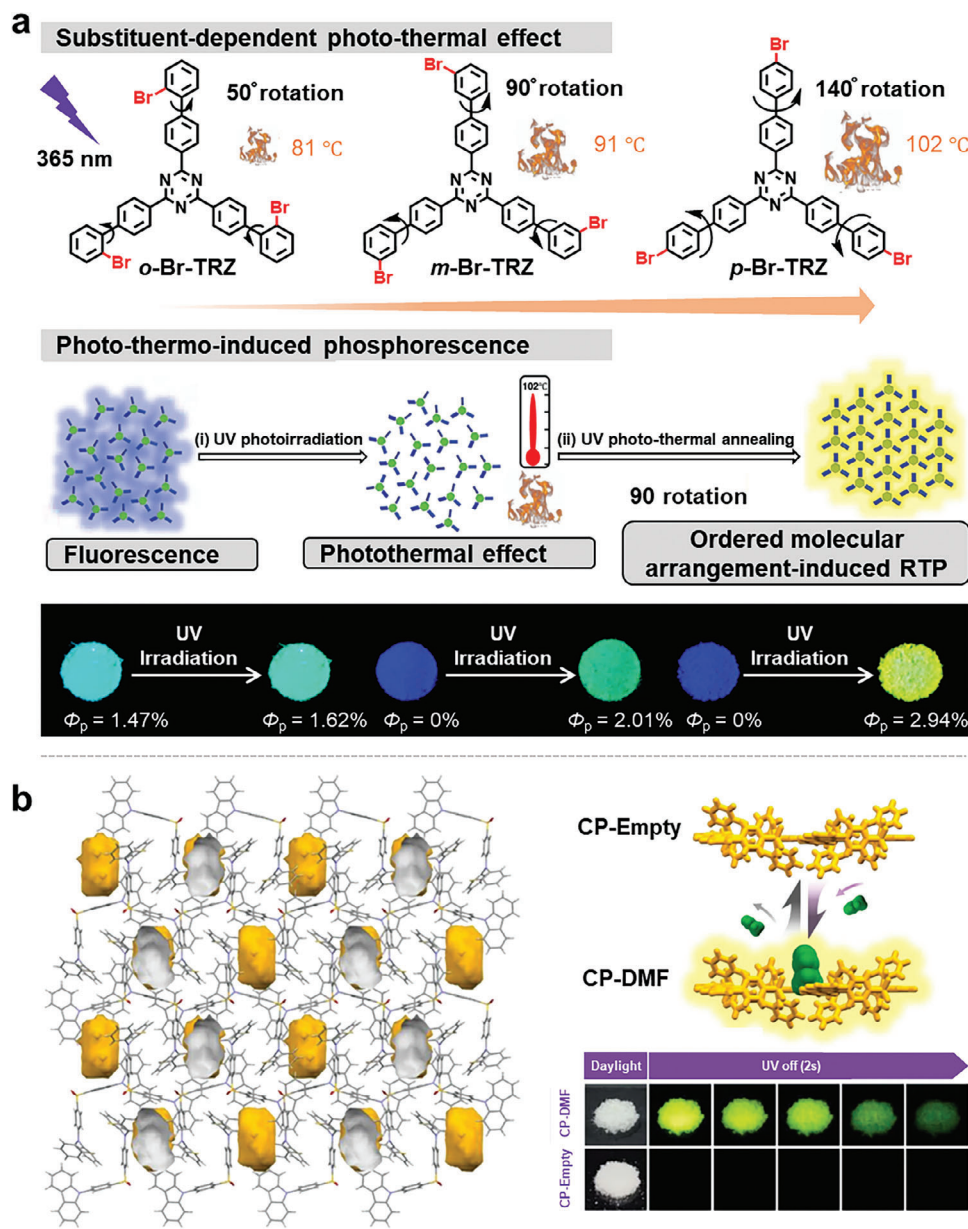 a
Substituent-dependent photo-thermal effect
365 nm
Br
50° rotation
81 °C
N
N
N
Br
Br
o-Br-TRZ
Br
90° rotation
91 °C
N
N
N
Br
Br
m-Br-TRZ
Br
140° rotation
102 °C
N
N
N
Br
Br
p-Br-TRZ
Photo-thermo-induced phosphorescence
(i) UV photoirradiation
102℃
(ii) UV photo-thermal annealing
90 rotation
Fluorescence
Photothermal effect
Ordered molecular
arrangement-induced RTP
UV
Irradiation
UV
Irradiation
UV
Irradiation
Φp = 1.47%
Φp = 1.62%
Φp = 0%
Φp = 2.01%
Φp = 0%
Φp = 2.94%
b
CP-Empty
CP-DMF
Daylight
UV off (2s)
CP-DMF
CP-Empty